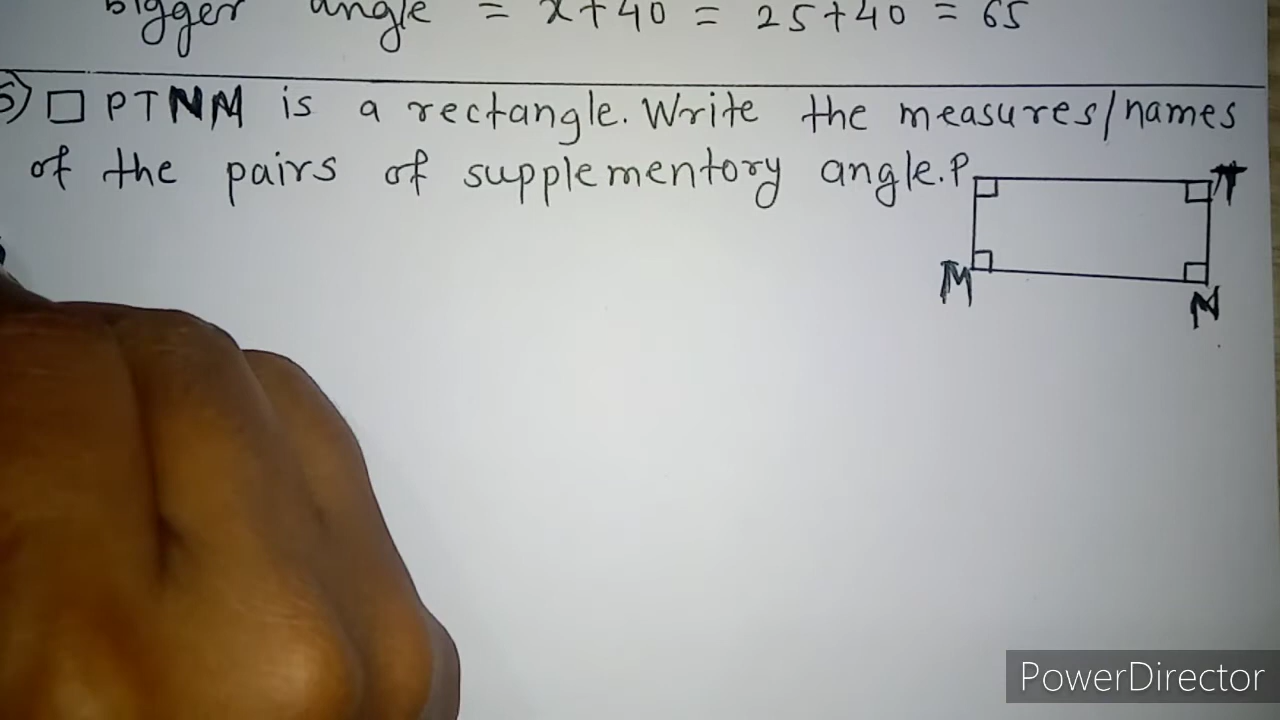 bigger angle = x+40 = 25+40 = 65
5) □ PTNM is a rectangle. Write the measures/names
of the pairs of supplementory angle.
P T
M N
PowerDirector